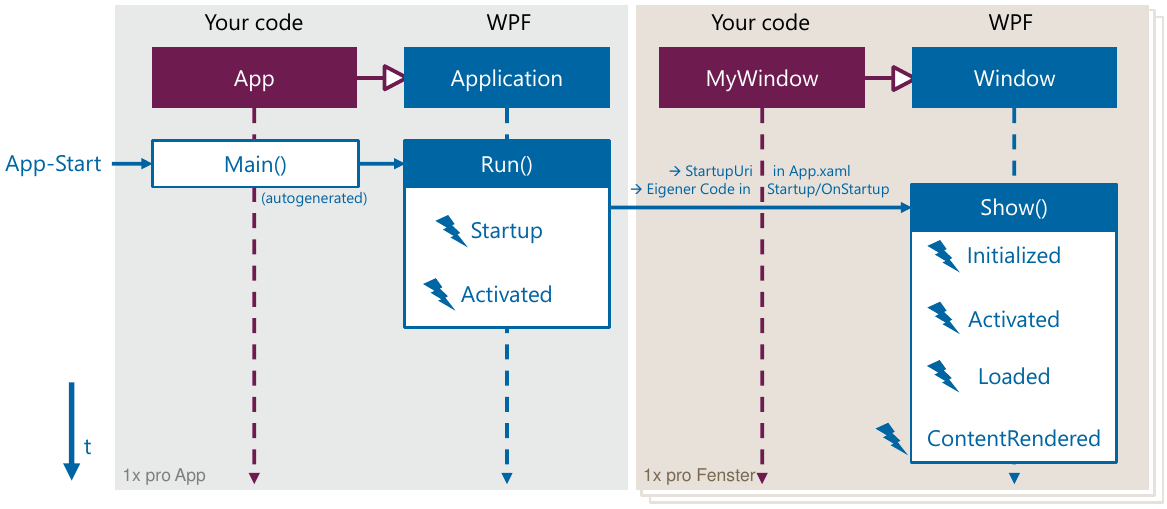 Your code
WPF
Your code
WPF
App
Application
MyWindow
Window
App-Start
Main()
Run()
(autogenerated)
→ StartupUri in App.xaml
→ Eigener Code in Startup/OnStartup
Show()
Startup
Initialized
Activated
Activated
Loaded
ContentRendered
t
1x pro App
1x pro Fenster